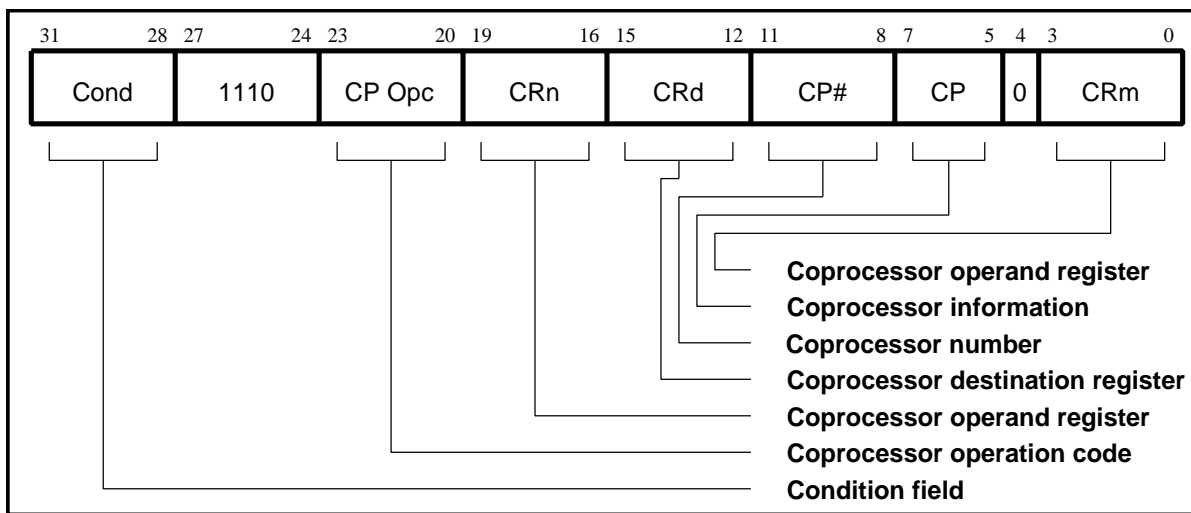 31 28 27 24 23 20 19 16 15 12 11 8 7 5 4 3 0
Cond 1110 CP Opc CRn CRd CP# CP 0 CRm
Coprocessor operand register
Coprocessor information
Coprocessor number
Coprocessor destination register
Coprocessor operand register
Coprocessor operation code
Condition field